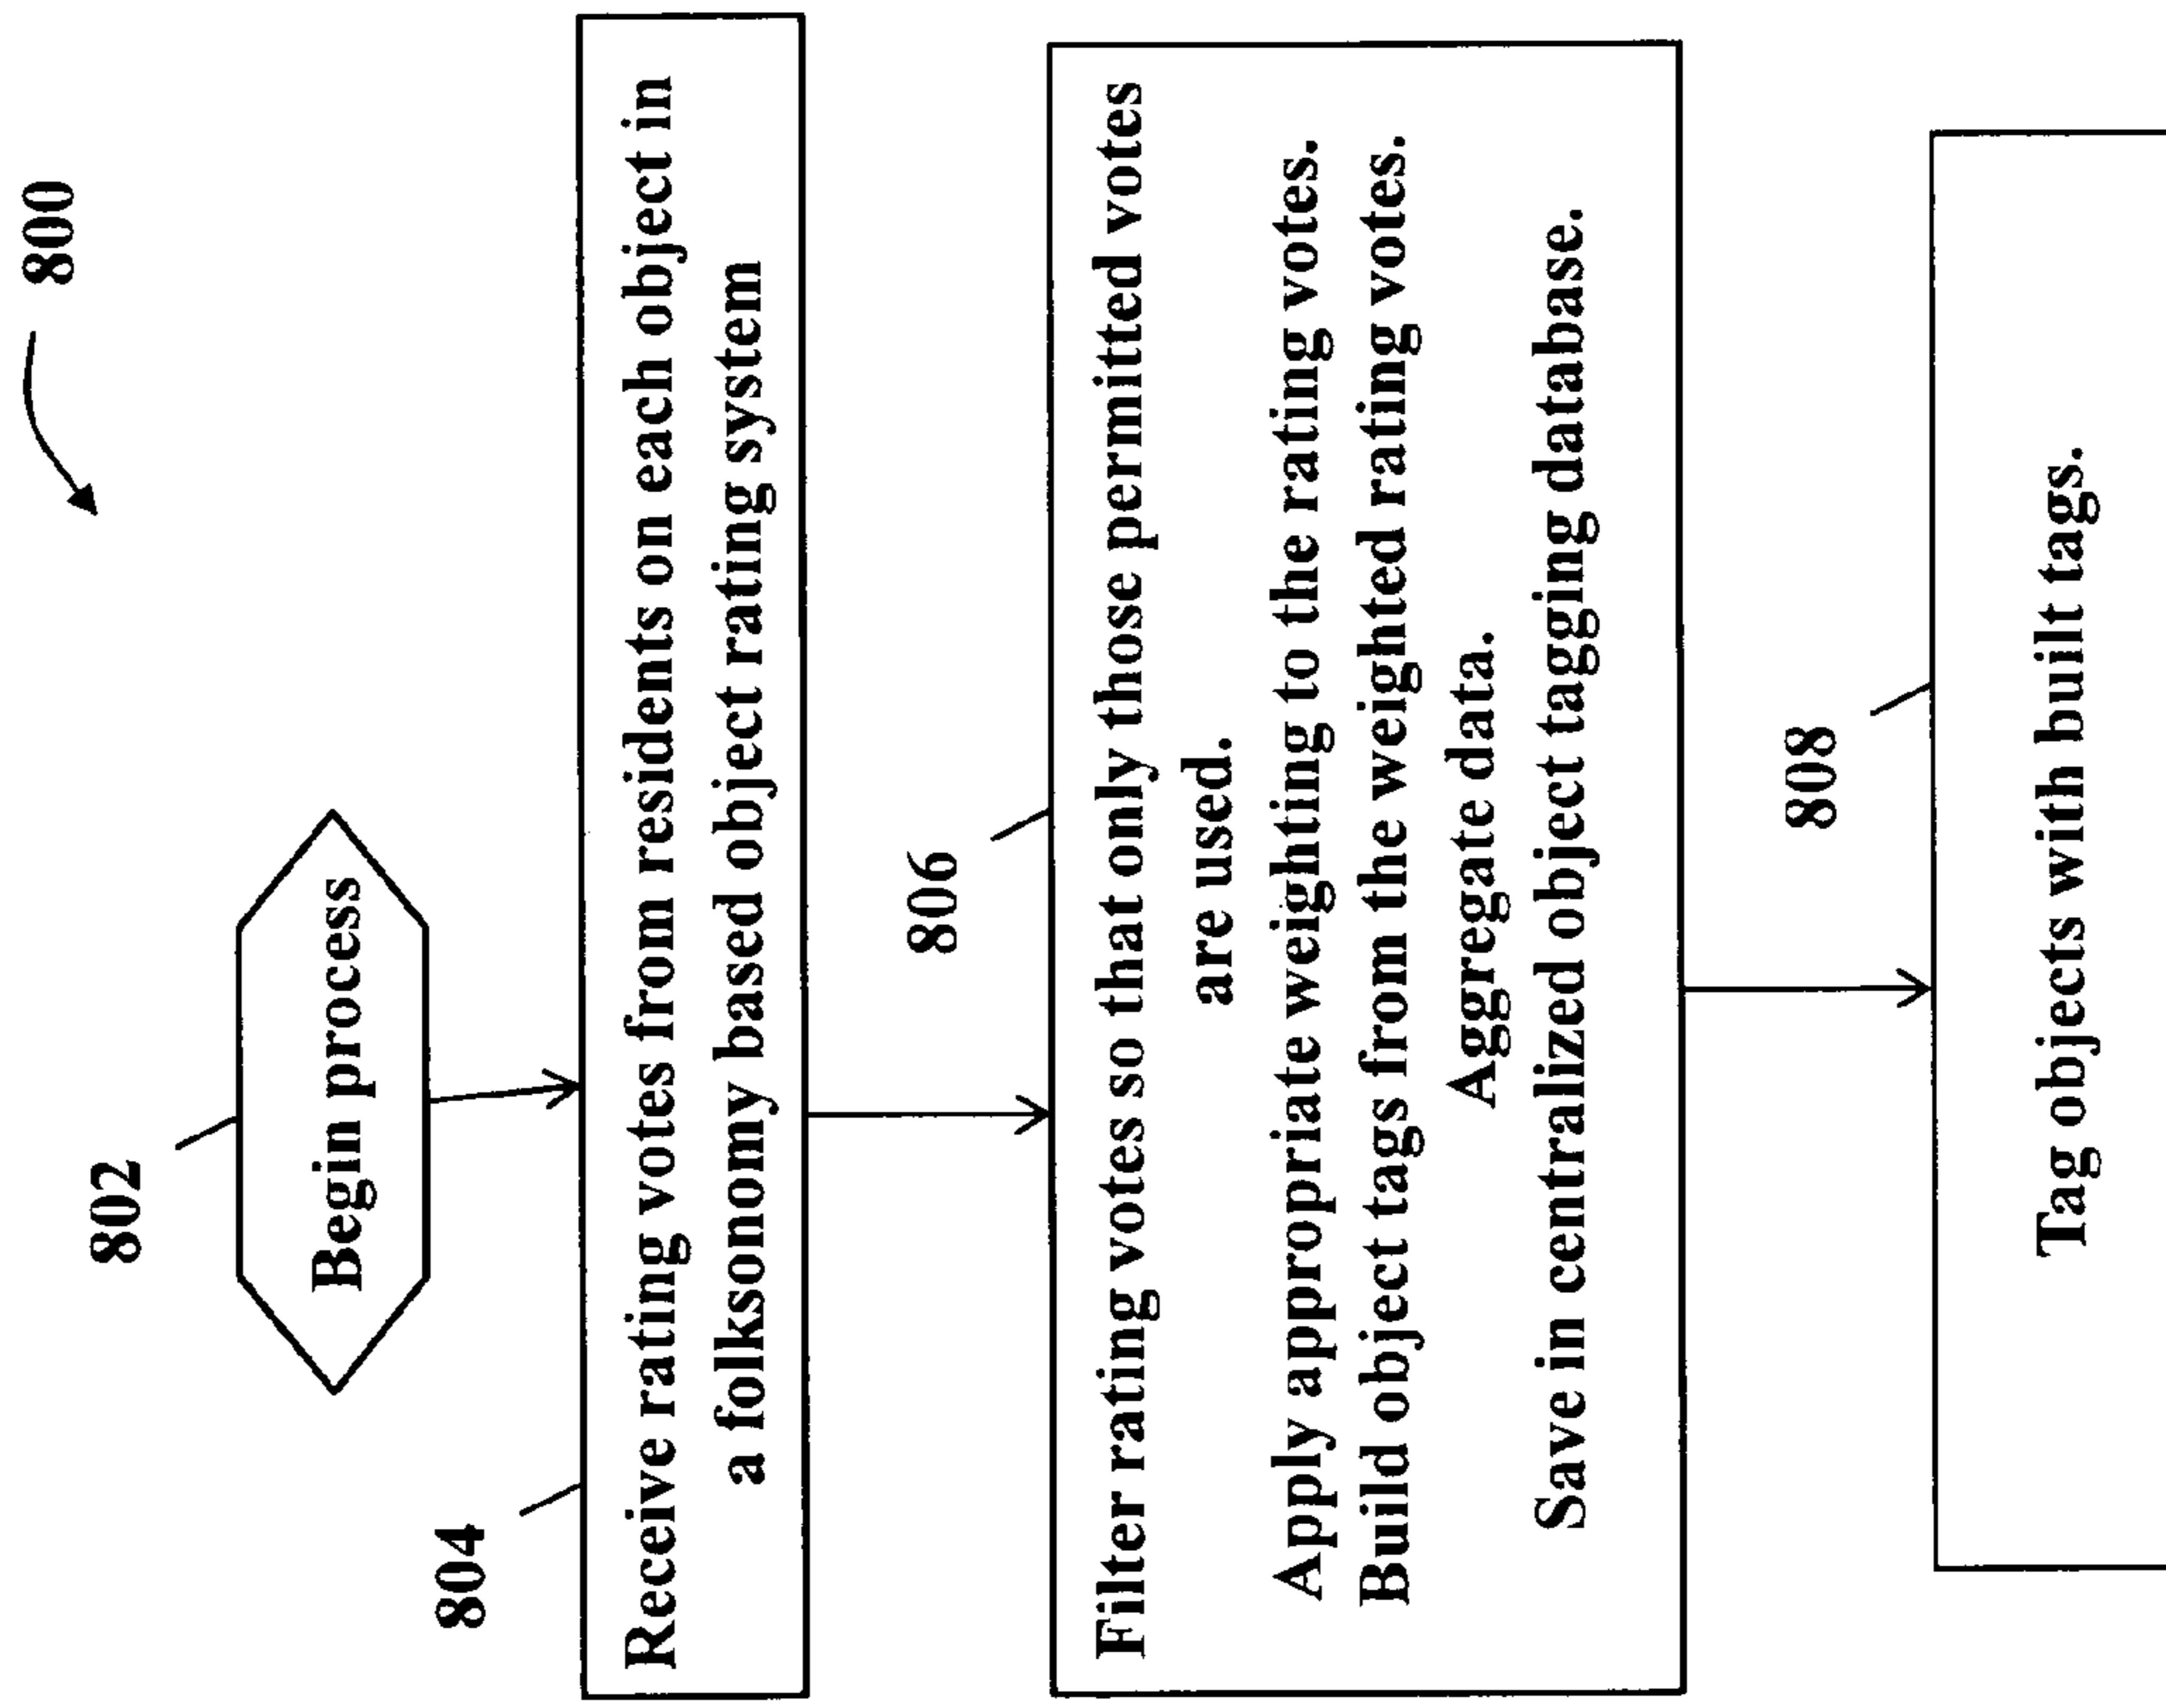 800
802
Begin process
804
Receive rating votes from residents on each object in
a folksonomy based object rating system
806
Filter rating votes so that only those permitted votes
are used.
Apply appropriate weighting to the rating votes.
Build object tags from the weighted rating votes.
Aggregate data.
Save in centralized object tagging database.
808
Tag objects with built tags.